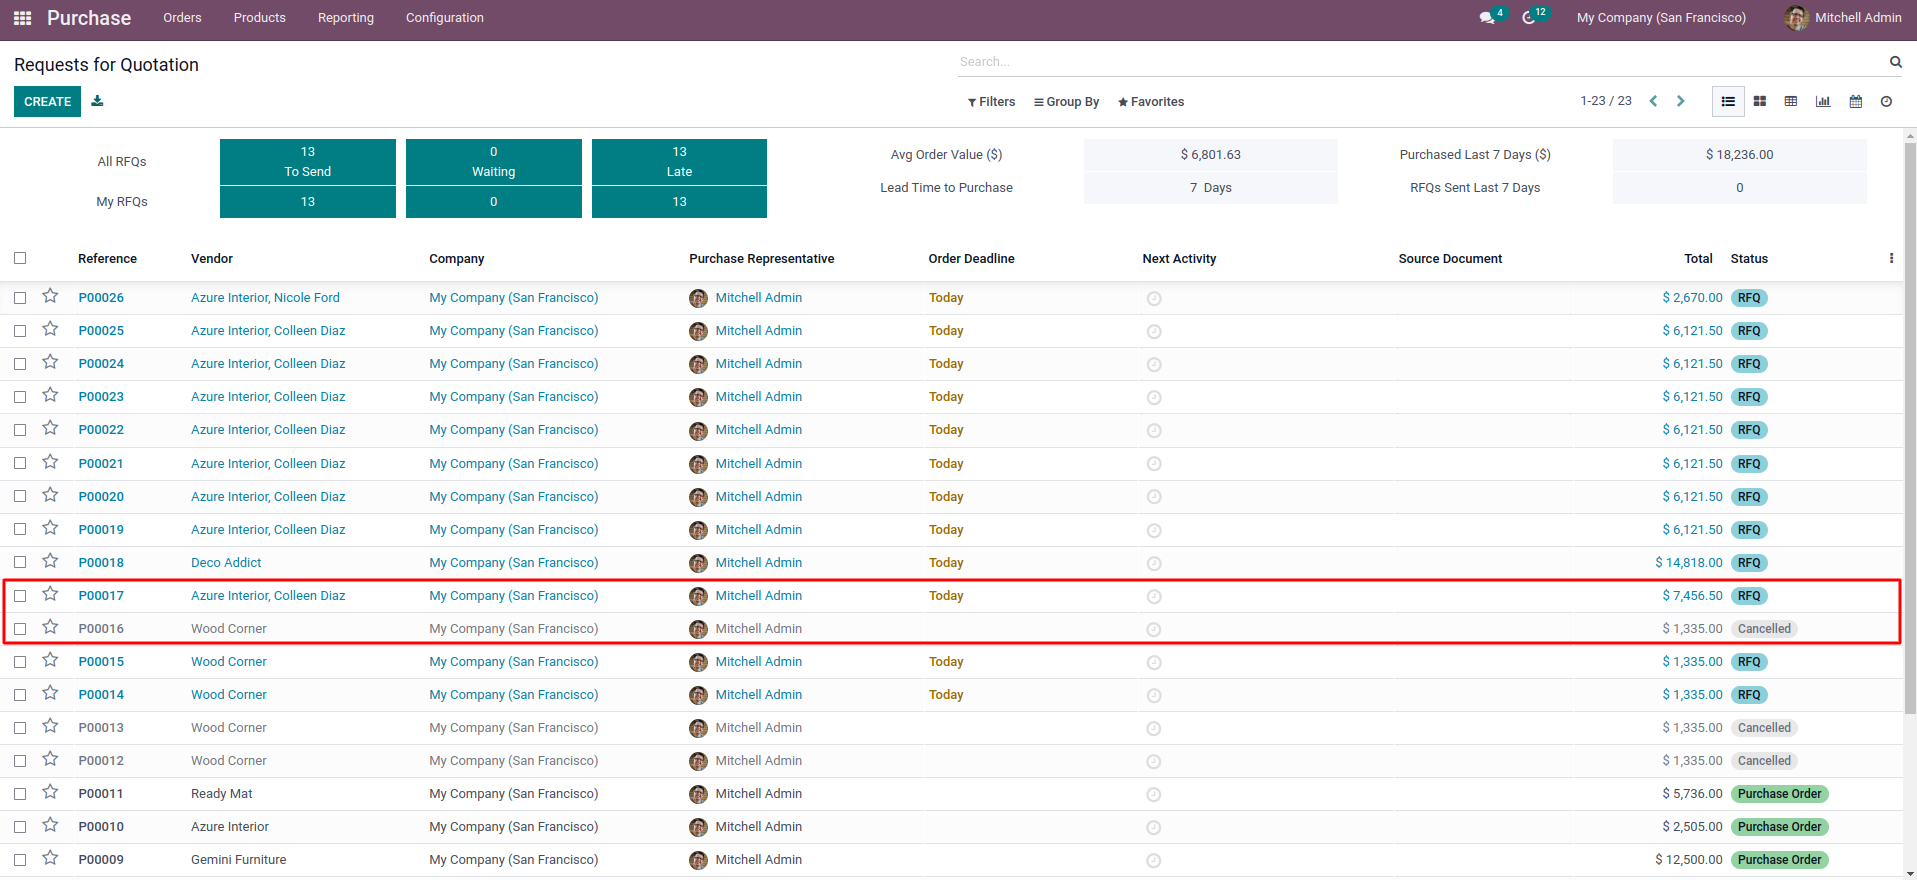 Purchase Orders Products Reporting Configuration 4 12 My Company (San Francisco) Mitchell Admin
Requests for Quotation
Search...
CREATE
Filters Group By Favorites
1-23 / 23
All RFQs
13 To Send
0 Waiting
13 Late
My RFQs
13
0
13
Avg Order Value ($) $ 6,801.63 Purchased Last 7 Days ($) $ 18,236.00
Lead Time to Purchase 7 Days RFQs Sent Last 7 Days 0
Reference Vendor Company Purchase Representative Order Deadline Next Activity Source Document Total Status
P00026 Azure Interior, Nicole Ford My Company (San Francisco) Mitchell Admin Today $ 2,670.00 RFQ
P00025 Azure Interior, Colleen Diaz My Company (San Francisco) Mitchell Admin Today $ 6,121.50 RFQ
P00024 Azure Interior, Colleen Diaz My Company (San Francisco) Mitchell Admin Today $ 6,121.50 RFQ
P00023 Azure Interior, Colleen Diaz My Company (San Francisco) Mitchell Admin Today $ 6,121.50 RFQ
P00022 Azure Interior, Colleen Diaz My Company (San Francisco) Mitchell Admin Today $ 6,121.50 RFQ
P00021 Azure Interior, Colleen Diaz My Company (San Francisco) Mitchell Admin Today $ 6,121.50 RFQ
P00020 Azure Interior, Colleen Diaz My Company (San Francisco) Mitchell Admin Today $ 6,121.50 RFQ
P00019 Azure Interior, Colleen Diaz My Company (San Francisco) Mitchell Admin Today $ 6,121.50 RFQ
P00018 Deco Addict My Company (San Francisco) Mitchell Admin Today $ 14,818.00 RFQ
P00017 Azure Interior, Colleen Diaz My Company (San Francisco) Mitchell Admin Today $ 7,456.50 RFQ
P00016 Wood Corner My Company (San Francisco) Mitchell Admin $ 1,335.00 Cancelled
P00015 Wood Corner My Company (San Francisco) Mitchell Admin Today $ 1,335.00 RFQ
P00014 Wood Corner My Company (San Francisco) Mitchell Admin Today $ 1,335.00 RFQ
P00013 Wood Corner My Company (San Francisco) Mitchell Admin $ 1,335.00 Cancelled
P00012 Wood Corner My Company (San Francisco) Mitchell Admin $ 1,335.00 Cancelled
P00011 Ready Mat My Company (San Francisco) Mitchell Admin $ 5,736.00 Purchase Order
P00010 Azure Interior My Company (San Francisco) Mitchell Admin $ 2,505.00 Purchase Order
P00009 Gemini Furniture My Company (San Francisco) Mitchell Admin $ 12,500.00 Purchase Order